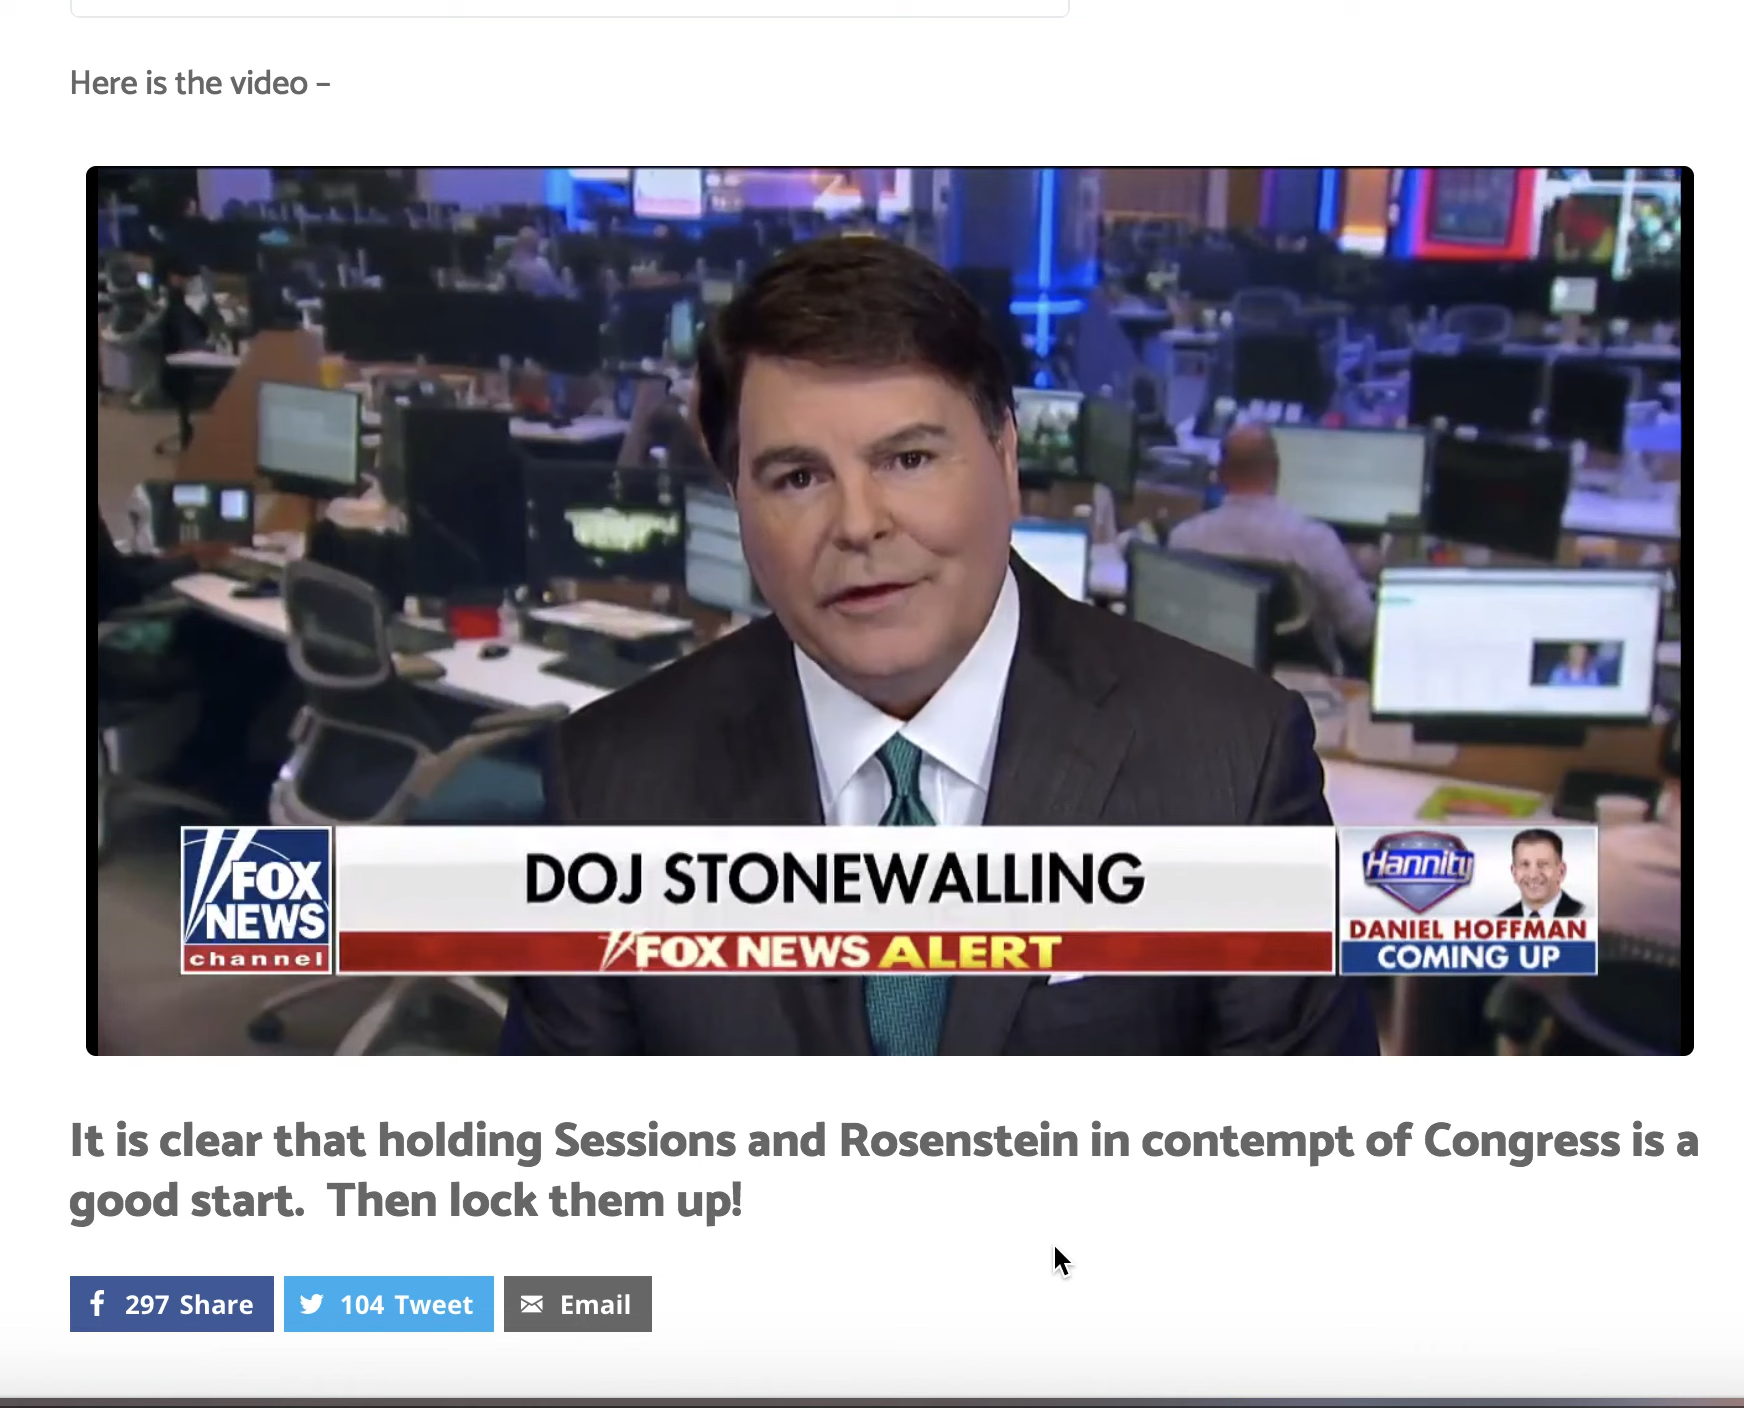 Here is the video –
DOJ STONEWALLING
FOX NEWS ALERT
FOX
NEWS
channel
Hannity
DANIEL HOFFMAN
COMING UP
It is clear that holding Sessions and Rosenstein in contempt of Congress is a
good start.  Then lock them up!
297 Share
104 Tweet
Email